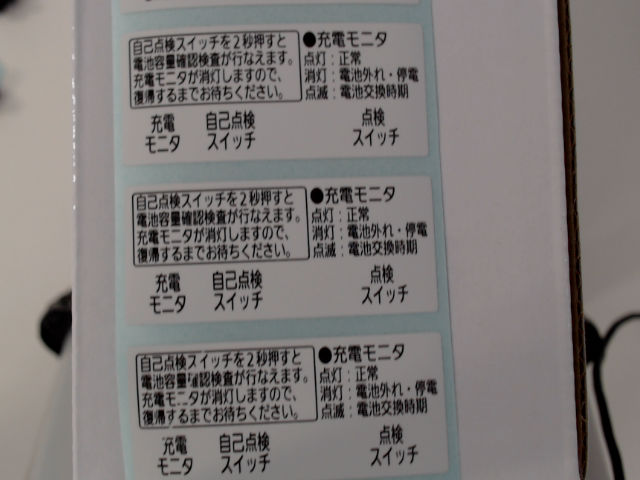 自己点検スイッチを2秒押すと
電池容量確認検査が行なえます。
充電モニタが消灯しますので、
復帰するまでお待ちください。
●充電モニタ
点灯：正常
消灯：電池外れ・停電
点滅：電池交換時期
充電
モニタ
自己点検
スイッチ
点検
スイッチ
自己点検スイッチを2秒押すと
電池容量確認検査が行なえます。
充電モニタが消灯しますので、
復帰するまでお待ちください。
●充電モニタ
点灯：正常
消灯：電池外れ・停電
点滅：電池交換時期
充電
モニタ
自己点検
スイッチ
点検
スイッチ
自己点検スイッチを2秒押すと
電池容量確認検査が行なえます。
充電モニタが消灯しますので、
復帰するまでお待ちください。
●充電モニタ
点灯：正常
消灯：電池外れ・停電
点滅：電池交換時期
充電
モニタ
自己点検
スイッチ
点検
スイッチ